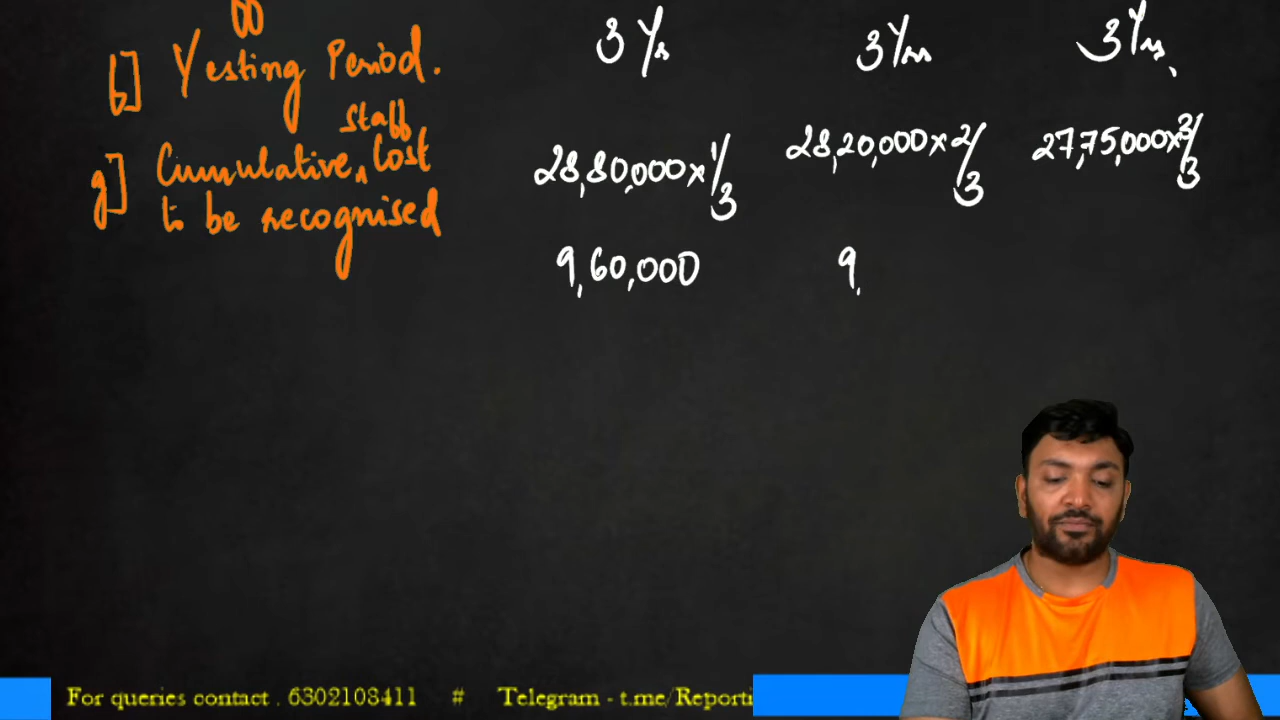 b] Vesting Period. 3 Yrs 3 Yrs 3 Yrs
staff
g] Cumulative ^ Cost 28,80,000 x 1/3 28,20,000 x 2/3 27,75,000 x 3/3
to be recognised
9,60,000 9,
For queries contact . 6302108411 # Telegram - t.me/Reporti